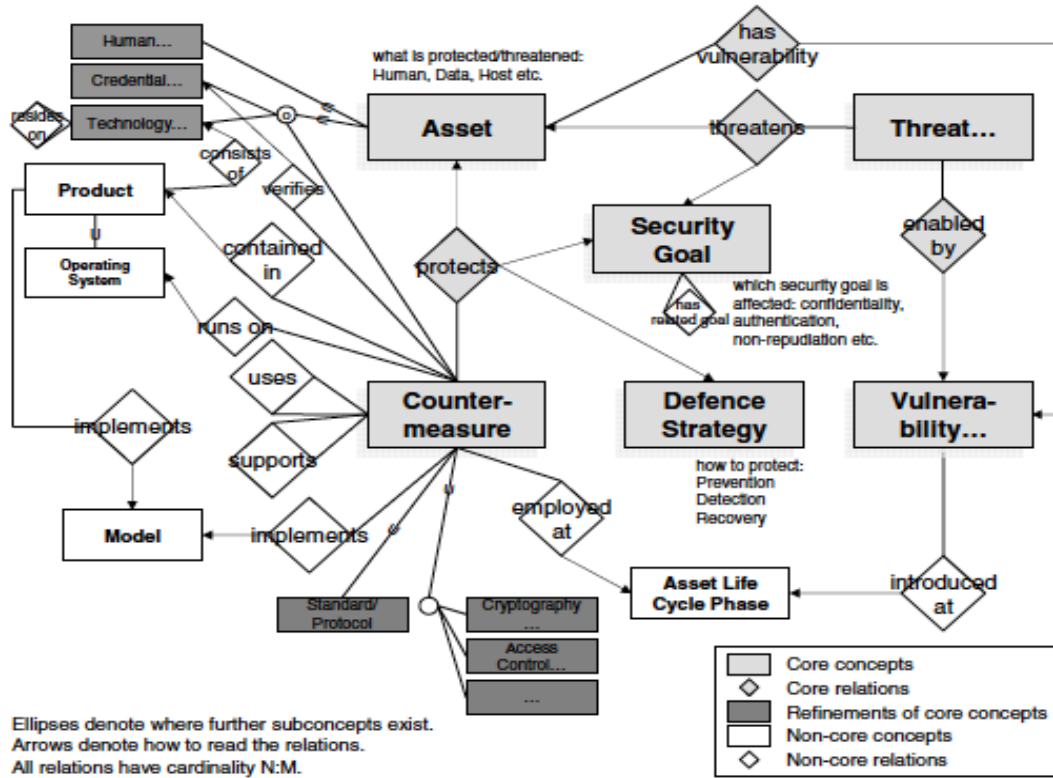 Human...
Credential...
Technology...
resides
on
what is protected/threatened:
Human, Data, Host etc.
Asset
has
vulnerability
threatens
Threat...
consists
of
Product
verifies
U
Operating
System
contained
in
protects
Security
Goal
enabled
by
has
related goal
which security goal is
affected: confidentiality,
authentication,
non-repudiation etc.
runs on
uses
Counter-
measure
Defence
Strategy
Vulnera-
bility...
implements
supports
how to protect:
Prevention
Detection
Recovery
Model
implements
U
U
employed
at
Asset Life
Cycle Phase
introduced
at
Standard/
Protocol
Cryptography
...
Access
Control...
...
Core concepts
Core relations
Refinements of core concepts
Non-core concepts
Non-core relations
Ellipses denote where further subconcepts exist.
Arrows denote how to read the relations.
All relations have cardinality N:M.